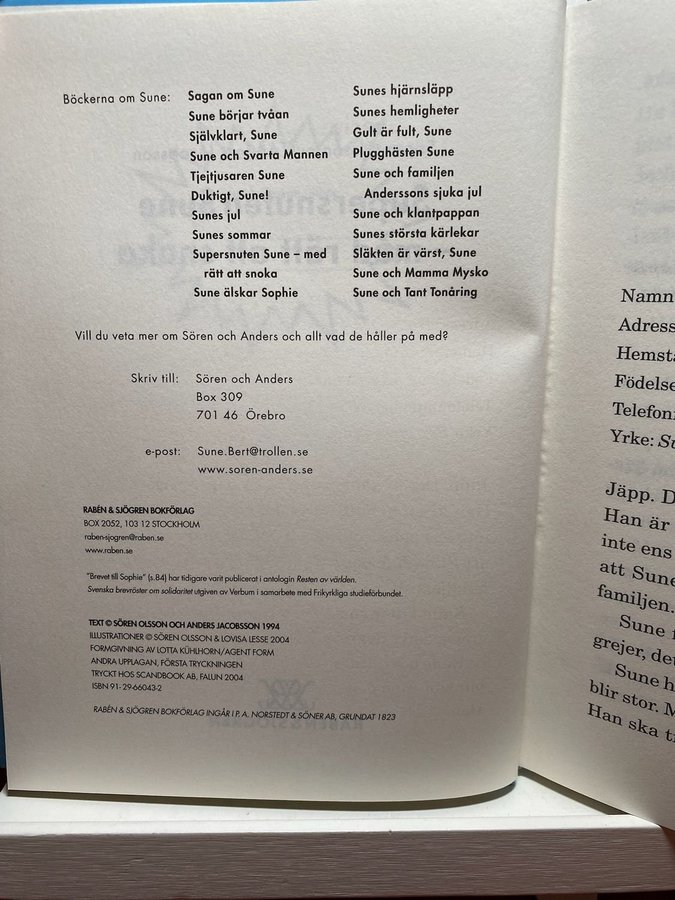 Böckerna om Sune:
Sagan om Sune
Sune börjar tvåan
Självklart, Sune
Sune och Svarta Mannen
Tjejtjusaren Sune
Duktigt, Sune!
Sunes jul
Sunes sommar
Supersnuten Sune – med
rätt att snoka
Sune älskar Sophie
Sunes hjärnsläpp
Sunes hemligheter
Gult är fult, Sune
Plugghästen Sune
Sune och familjen
Anderssons sjuka jul
Sune och klantpappan
Sunes största kärlekar
Släkten är värst, Sune
Sune och Mamma Mysko
Sune och Tant Tonåring
Vill du veta mer om Sören och Anders och allt vad de håller på med?
Skriv till: Sören och Anders
Box 309
701 46 Örebro
e-post: Sune.Bert@trollen.se
www.soren-anders.se
RABÉN & SJÖGREN BOKFÖRLAG
BOX 2052, 103 12 STOCKHOLM
raben-sjogren@raben.se
www.raben.se
"Brevet till Sophie" (s.84) har tidigare varit publicerat i antologin Resten av världen.
Svenska brevröster om solidaritet utgiven av Verbum i samarbete med Frikyrkliga studieförbundet.
TEXT © SÖREN OLSSON OCH ANDERS JACOBSSON 1994
ILLUSTRATIONER © SÖREN OLSSON & LOVISA LESSE 2004
FORMGIVNING AV LOTTA KÜHLHORN/AGENT FORM
ANDRA UPPLAGAN, FÖRSTA TRYCKNINGEN
TRYCKT HOS SCANDBOOK AB, FALUN 2004
ISBN 91-29-66043-2
RABÉN & SJÖGREN BOKFÖRLAG INGÅR I P. A. NORSTEDT & SÖNER AB, GRUNDAT 1823
Namn
Adress
Hemsta
Födelse
Telefon
Yrke: Su
Jäpp. D
Han är
inte ens
att Sune
familjen.
Sune
grejer, det
Sune h
blir stor. M
Han ska t